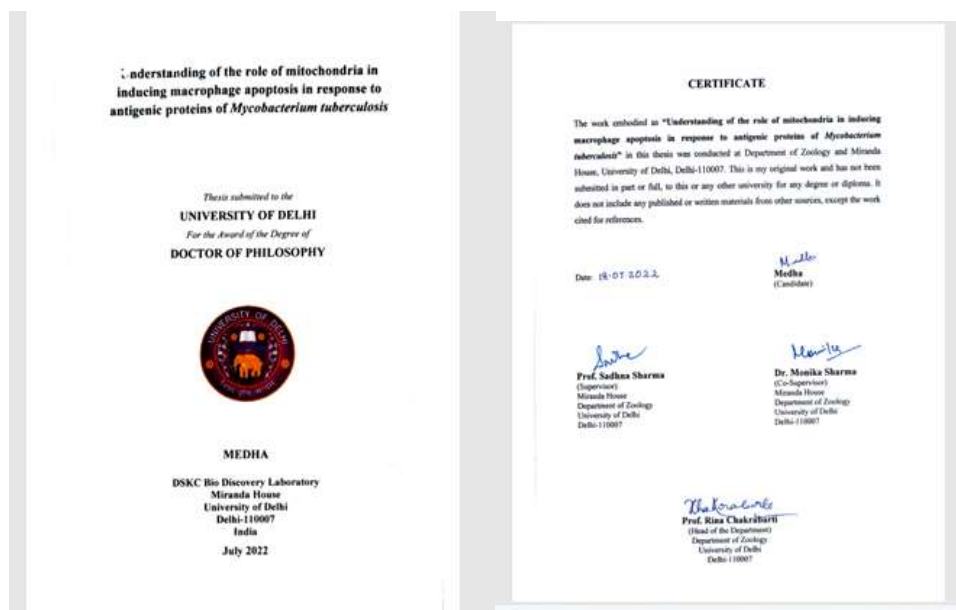 Understanding of the role of mitochondria in
inducing macrophage apoptosis in response to
antigenic proteins of Mycobacterium tuberculosis
Thesis submitted to the
UNIVERSITY OF DELHI
For the Award of the Degree of
DOCTOR OF PHILOSOPHY
UNIVERSITY OF DELHI
MEDHA
DSKC Bio Discovery Laboratory
Miranda House
University of Delhi
Delhi-110007
India
July 2022
CERTIFICATE
The work embodied as "Understanding of the role of mitochondria in inducing
macrophage apoptosis in response to antigenic proteins of Mycobacterium
tuberculosis" in this thesis was conducted at Department of Zoology and Miranda
House, University of Delhi, Delhi-110007. This is my original work and has not been
submitted in part or full, to this or any other university for any degree or diploma. It
does not include any published or written materials from other sources, except the work
cited for references.
Date: 18.07.2022
Medha
(Candidate)
Prof. Sadhna Sharma
(Supervisor)
Miranda House
Department of Zoology
University of Delhi
Delhi-110007
Monika
Dr. Monika Sharma
(Co-Supervisor)
Miranda House
Department of Zoology
University of Delhi
Delhi-110007
Prof. Rina Chakrabarti
(Head of the Department)
Department of Zoology
University of Delhi
Delhi-110007